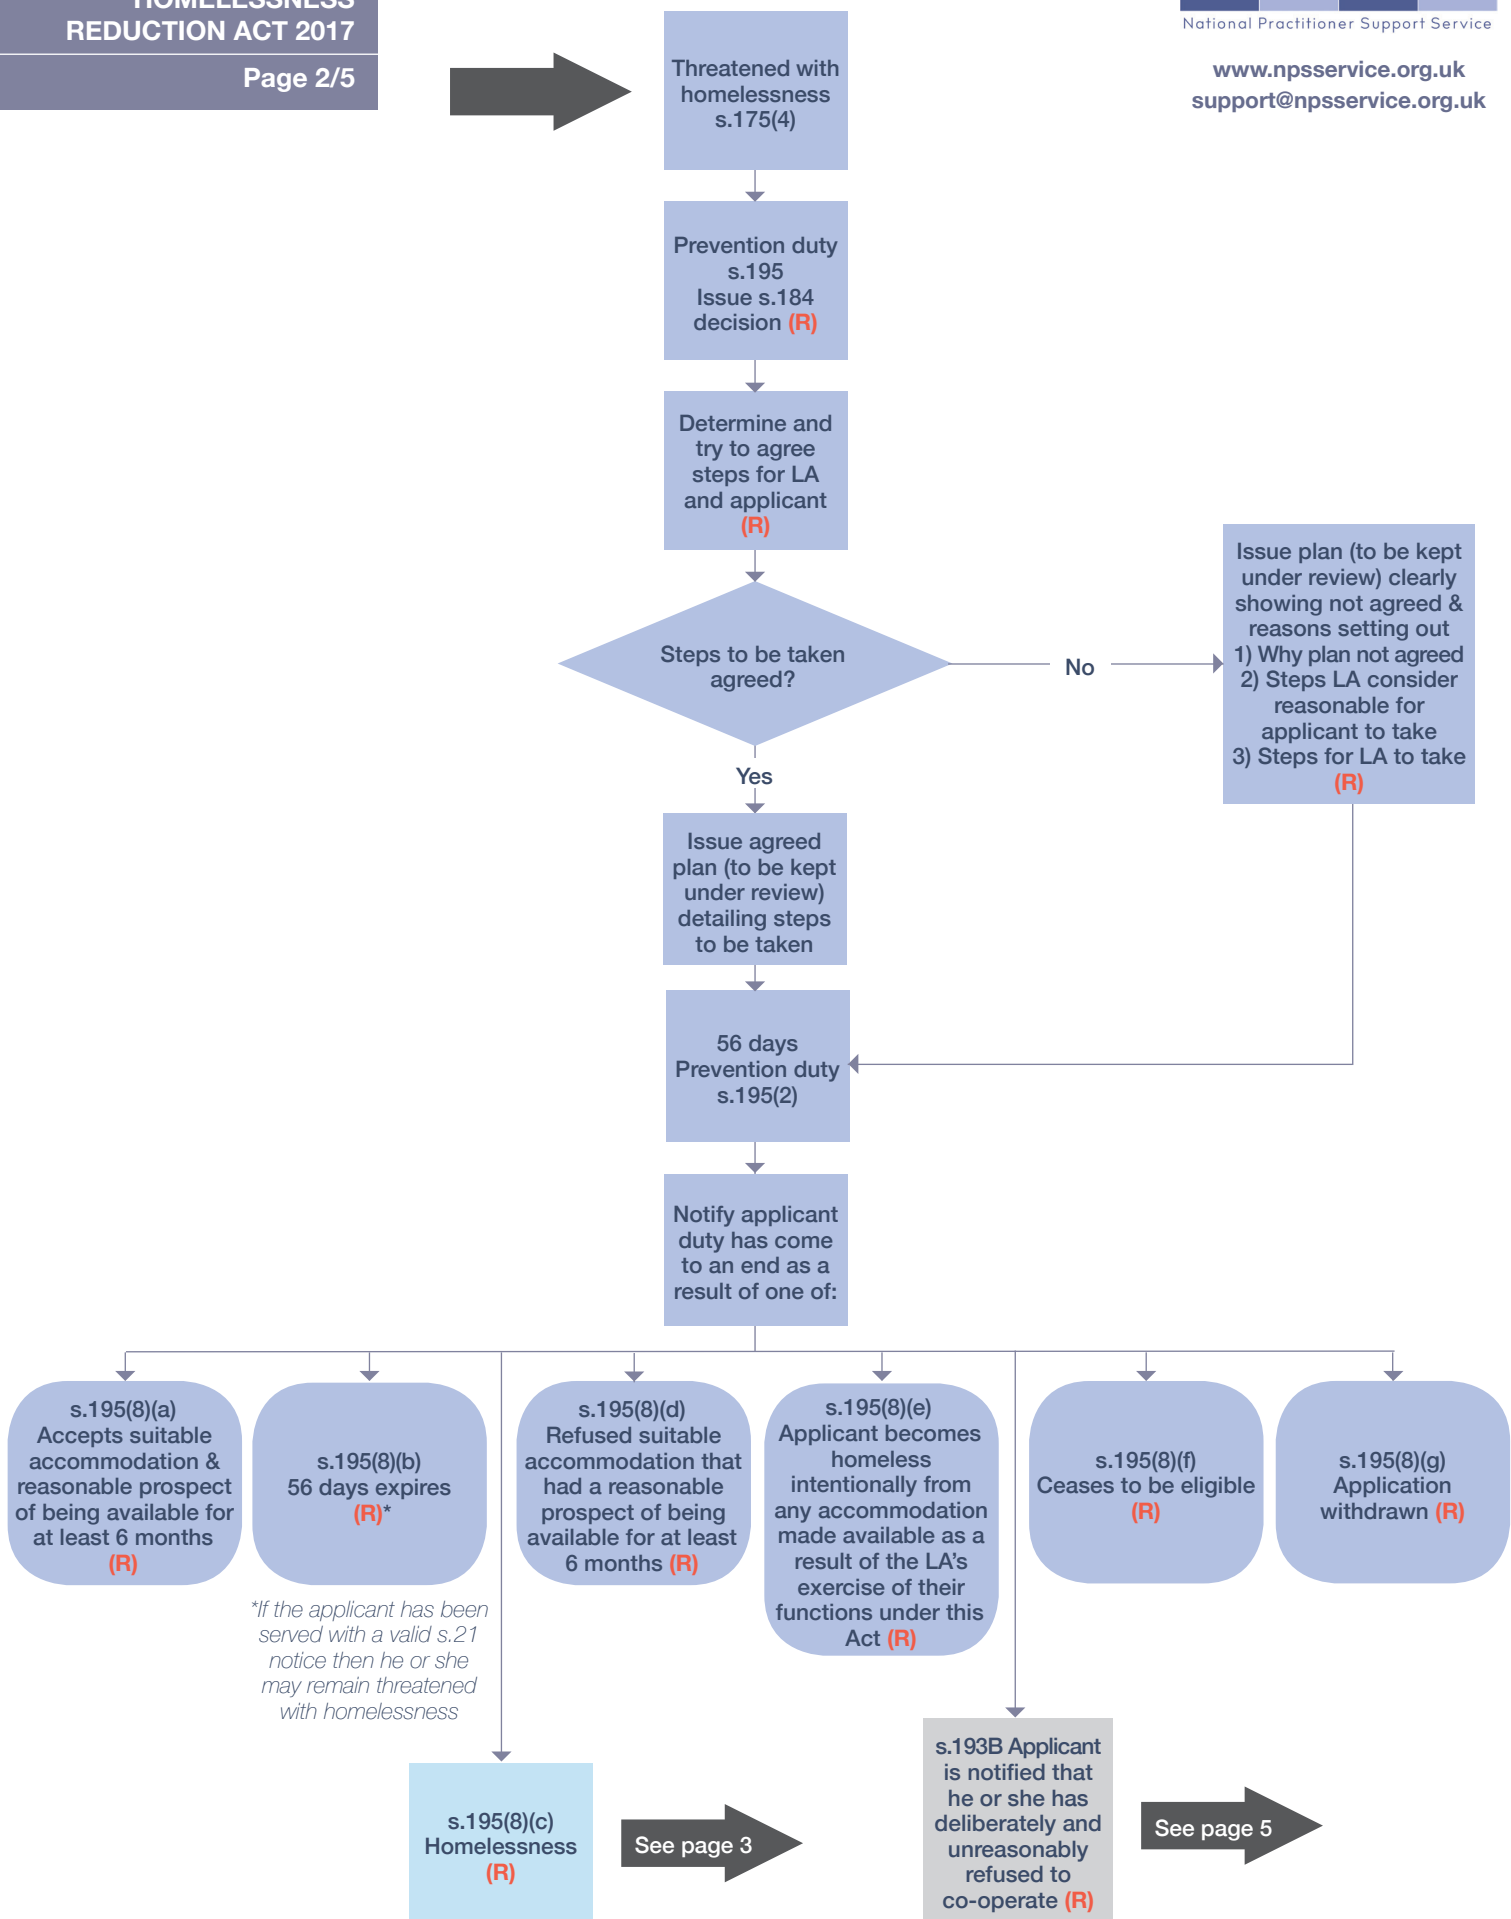 HOMELESSNESS
REDUCTION ACT 2017
Page 2/5
National Practitioner Support Service
www.npsservice.org.uk
support@npsservice.org.uk
Threatened with
homelessness
s.175(4)
Prevention duty
s.195
Issue s.184
decision (R)
Determine and
try to agree
steps for LA
and applicant
(R)
Steps to be taken
agreed?
No
Issue plan (to be kept
under review) clearly
showing not agreed &
reasons setting out
1) Why plan not agreed
2) Steps LA consider
reasonable for
applicant to take
3) Steps for LA to take
(R)
Yes
Issue agreed
plan (to be kept
under review)
detailing steps
to be taken
56 days
Prevention duty
s.195(2)
Notify applicant
duty has come
to an end as a
result of one of:
s.195(8)(a)
Accepts suitable
accommodation &
reasonable prospect
of being available for
at least 6 months
(R)
s.195(8)(b)
56 days expires
(R)*
*If the applicant has been
served with a valid s.21
notice then he or she
may remain threatened
with homelessness
s.195(8)(d)
Refused suitable
accommodation that
had a reasonable
prospect of being
available for at least
6 months (R)
s.195(8)(e)
Applicant becomes
homeless
intentionally from
any accommodation
made available as a
result of the LA's
exercise of their
functions under this
Act (R)
s.195(8)(f)
Ceases to be eligible
(R)
s.195(8)(g)
Application
withdrawn (R)
s.195(8)(c)
Homelessness
(R)
See page 3
s.193B Applicant
is notified that
he or she has
deliberately and
unreasonably
refused to
co-operate (R)
See page 5